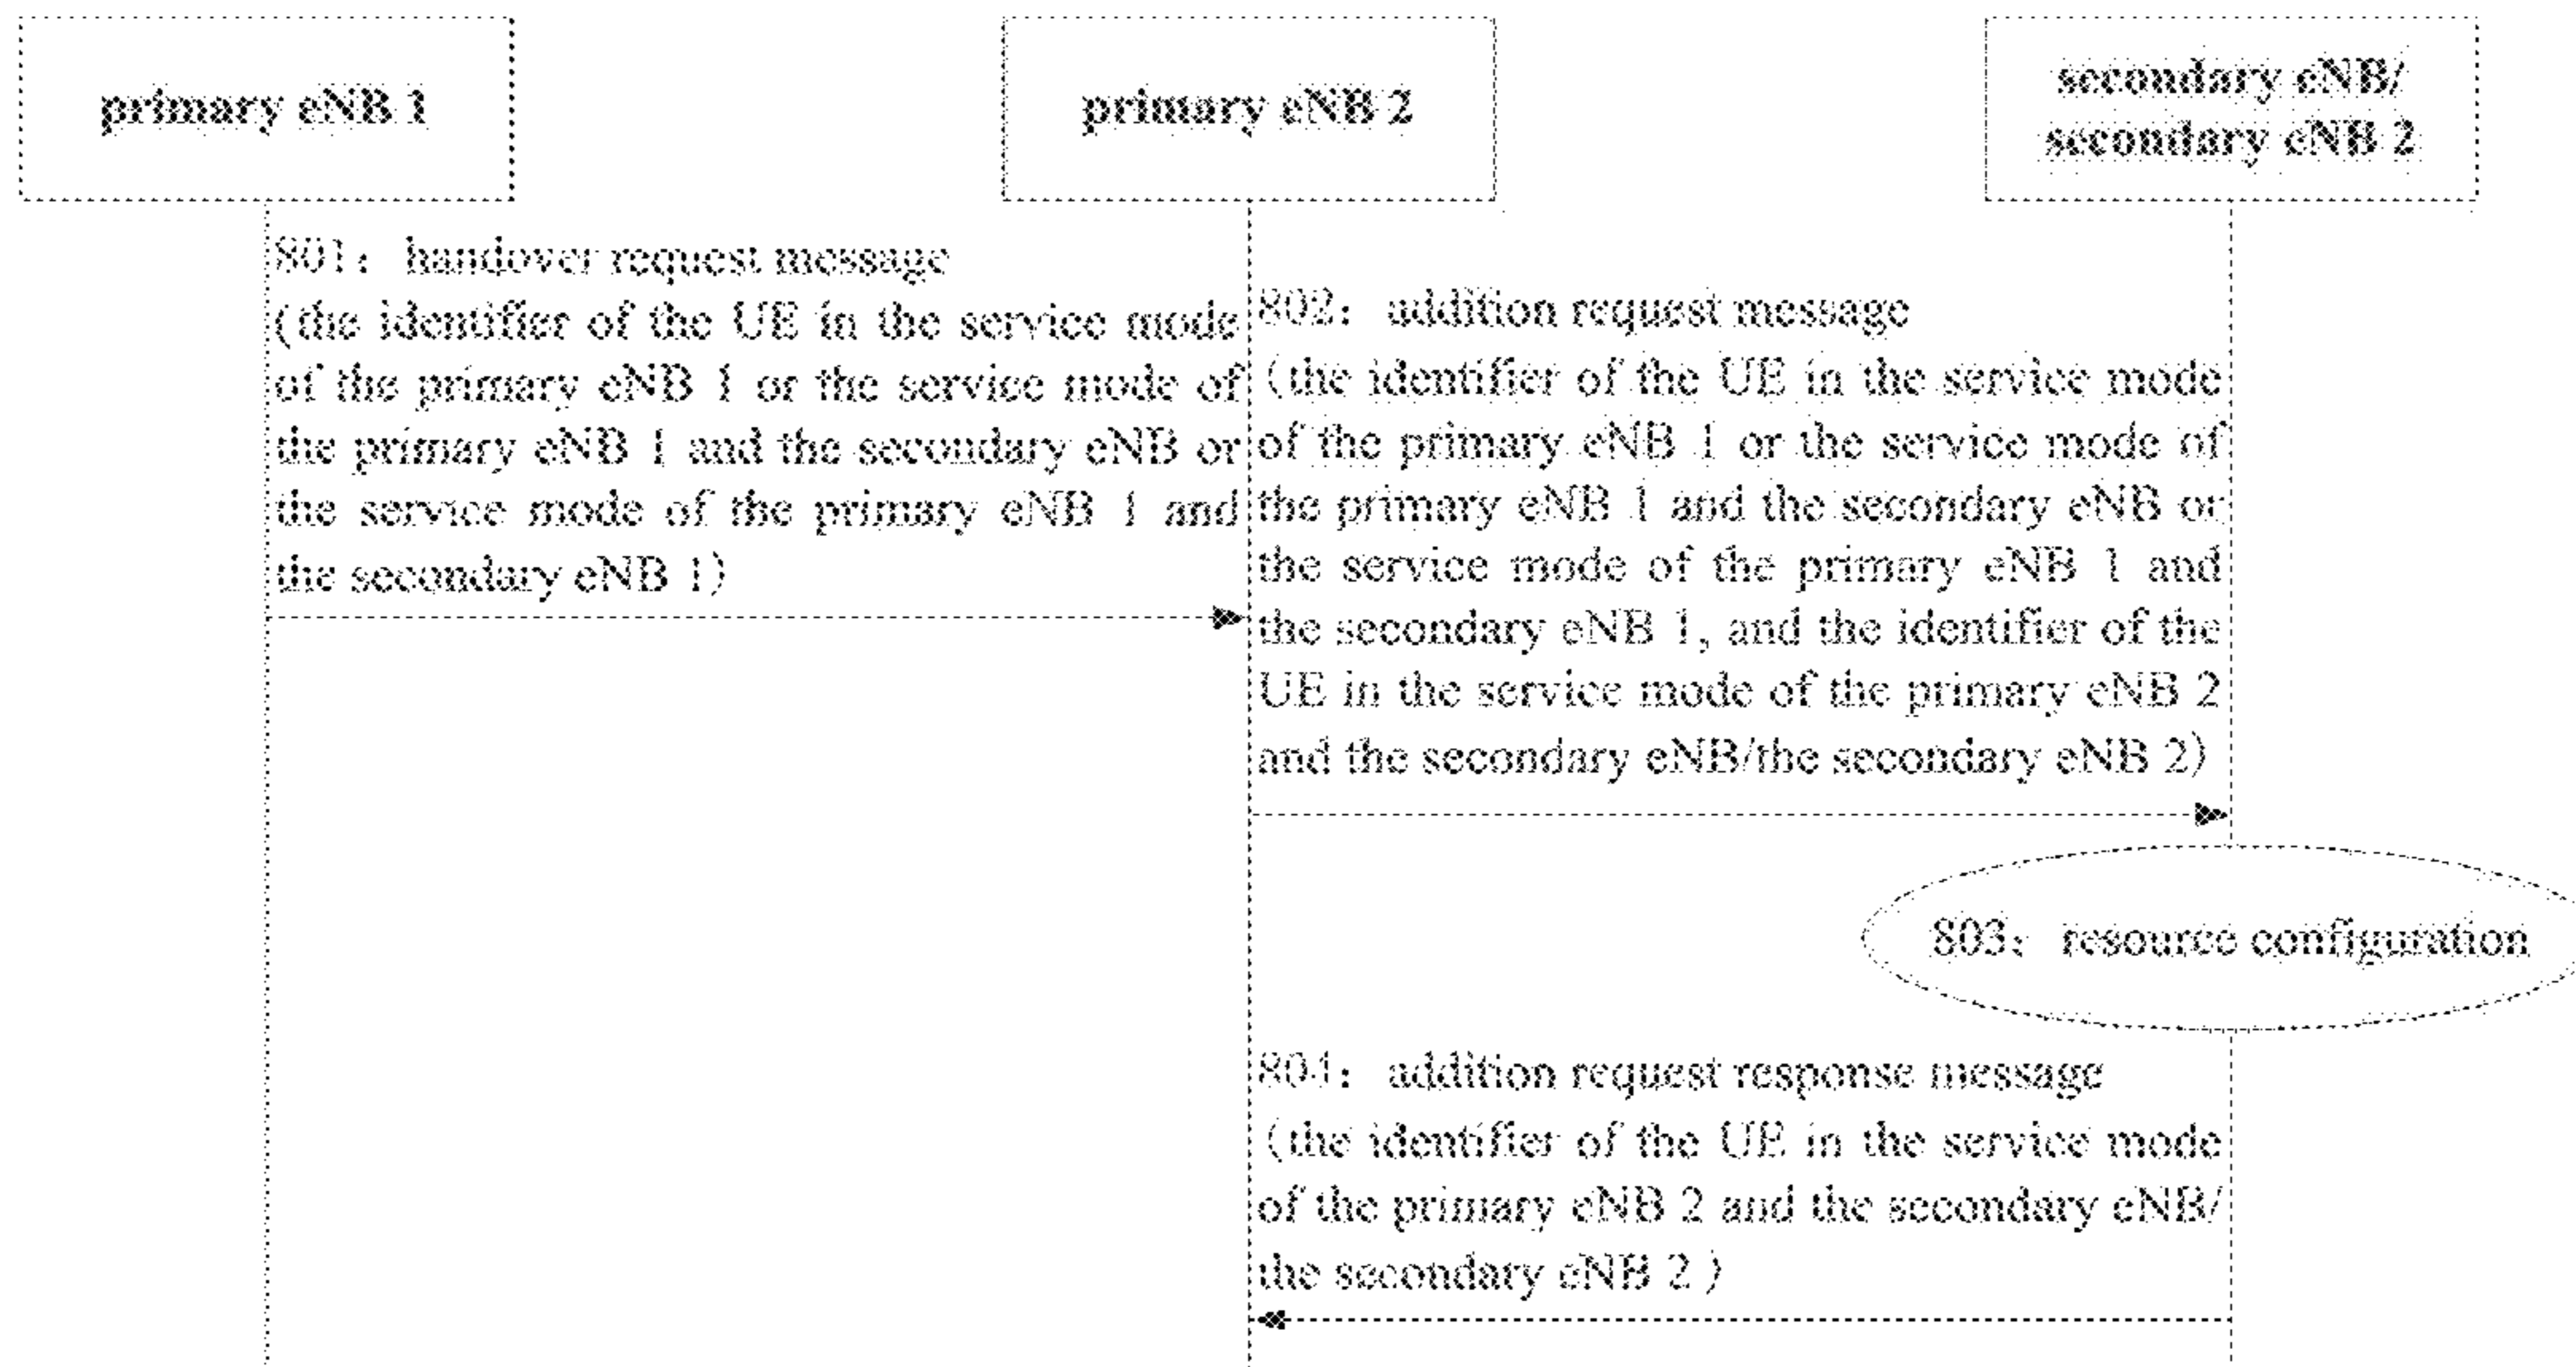 primary eNB 1
primary eNB 2
secondary eNB/
secondary eNB 2
801: handover request message
(the identifier of the UE in the service mode
of the primary eNB 1 or the service mode of
the primary eNB 1 and the secondary eNB or
the service mode of the primary eNB 1 and
the secondary eNB 1)
802: addition request message
(the identifier of the UE in the service mode
of the primary eNB 1 or the service mode of
the primary eNB 1 and the secondary eNB or
the service mode of the primary eNB 1 and
the secondary eNB 1, and the identifier of the
UE in the service mode of the primary eNB 2
and the secondary eNB/the secondary eNB 2)
803: resource configuration
804: addition request response message
(the identifier of the UE in the service mode
of the primary eNB 2 and the secondary eNB/
the secondary eNB 2 )